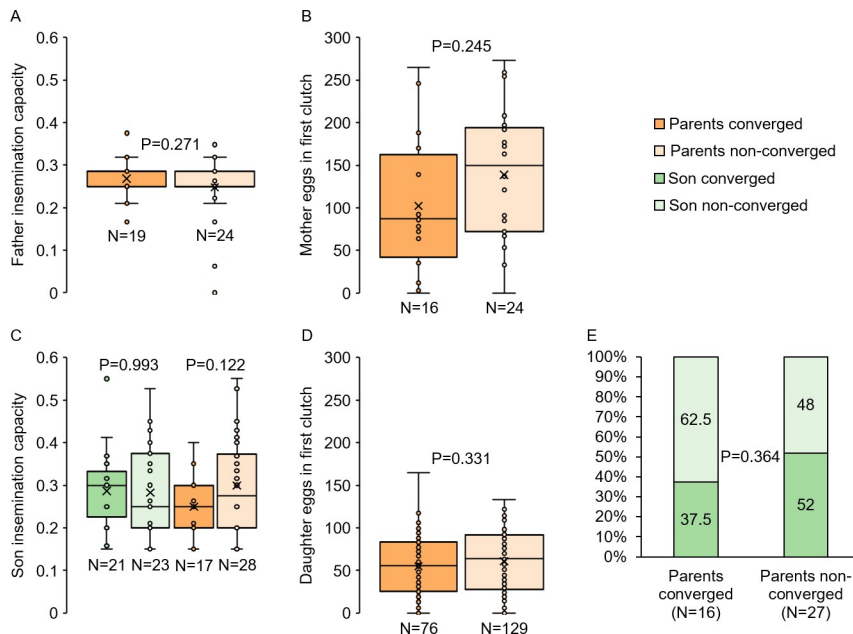 A
Father insemination capacity
0.6
0.5
0.4
0.3
0.2
0.1
0
P=0.271
N=19
N=24
B
Mother eggs in first clutch
300
250
200
150
100
50
0
P=0.245
N=16
N=24
Parents converged
Parents non-converged
Son converged
Son non-converged
C
Son insemination capacity
0.6
0.5
0.4
0.3
0.2
0.1
0
P=0.993
P=0.122
N=21
N=23
N=17
N=28
D
Daughter eggs in first clutch
300
250
200
150
100
50
0
P=0.331
N=76
N=129
E
100%
90%
80%
70%
60%
50%
40%
30%
20%
10%
0%
62.5
37.5
P=0.364
48
52
Parents
converged
(N=16)
Parents non-
converged
(N=27)